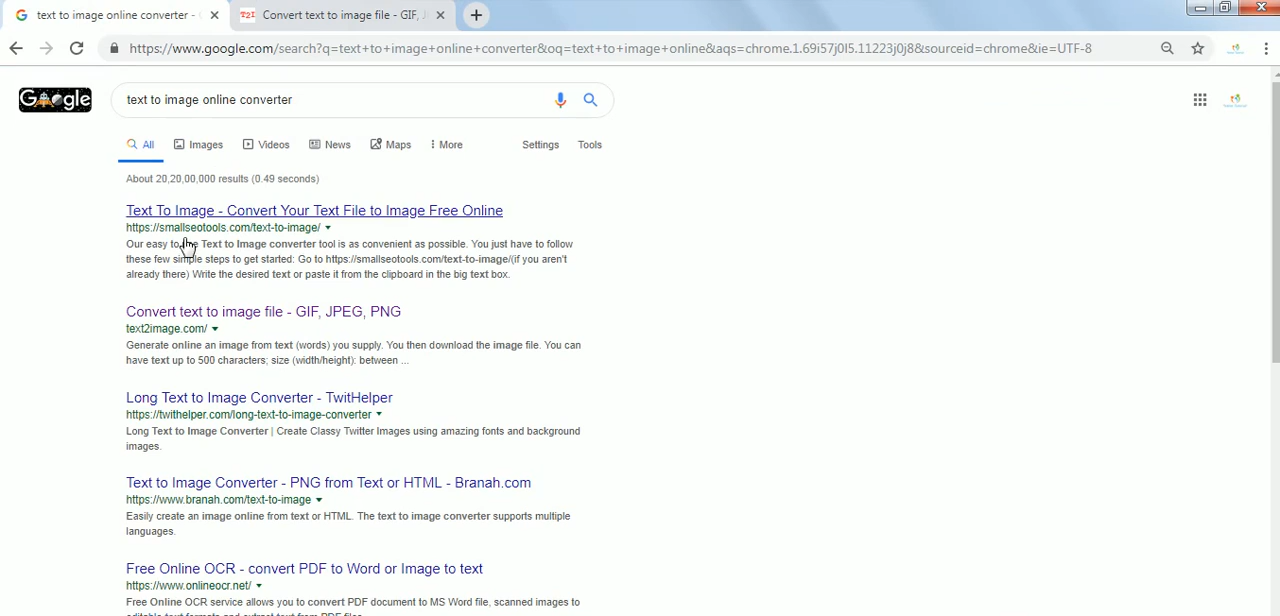 text to image online converter -
Convert text to image file - GIF, J
https://www.google.com/search?q=text+to+image+online+converter&oq=text+to+image+online&aqs=chrome.1.69i57j0l5.11223j0j8&sourceid=chrome&ie=UTF-8
Google text to image online converter
All Images Videos News Maps More Settings Tools
About 20,20,00,000 results (0.49 seconds)
Text To Image - Convert Your Text File to Image Free Online
https://smallseotools.com/text-to-image/
Our easy to Text to Image converter tool is as convenient as possible. You just have to follow
these few simple steps to get started: Go to https://smallseotools.com/text-to-image/(if you aren't
already there) Write the desired text or paste it from the clipboard in the big text box.
Convert text to image file - GIF, JPEG, PNG
text2image.com/
Generate online an image from text (words) you supply. You then download the image file. You can
have text up to 500 characters; size (width/height): between ...
Long Text to Image Converter - TwitHelper
https://twithelper.com/long-text-to-image-converter
Long Text to Image Converter | Create Classy Twitter Images using amazing fonts and background
images.
Text to Image Converter - PNG from Text or HTML - Branah.com
https://www.branah.com/text-to-image
Easily create an image online from text or HTML. The text to image converter supports multiple
languages.
Free Online OCR - convert PDF to Word or Image to text
https://www.onlineocr.net/
Free Online OCR service allows you to convert PDF document to MS Word file, scanned images to
editable text formats and extract text from PDF files